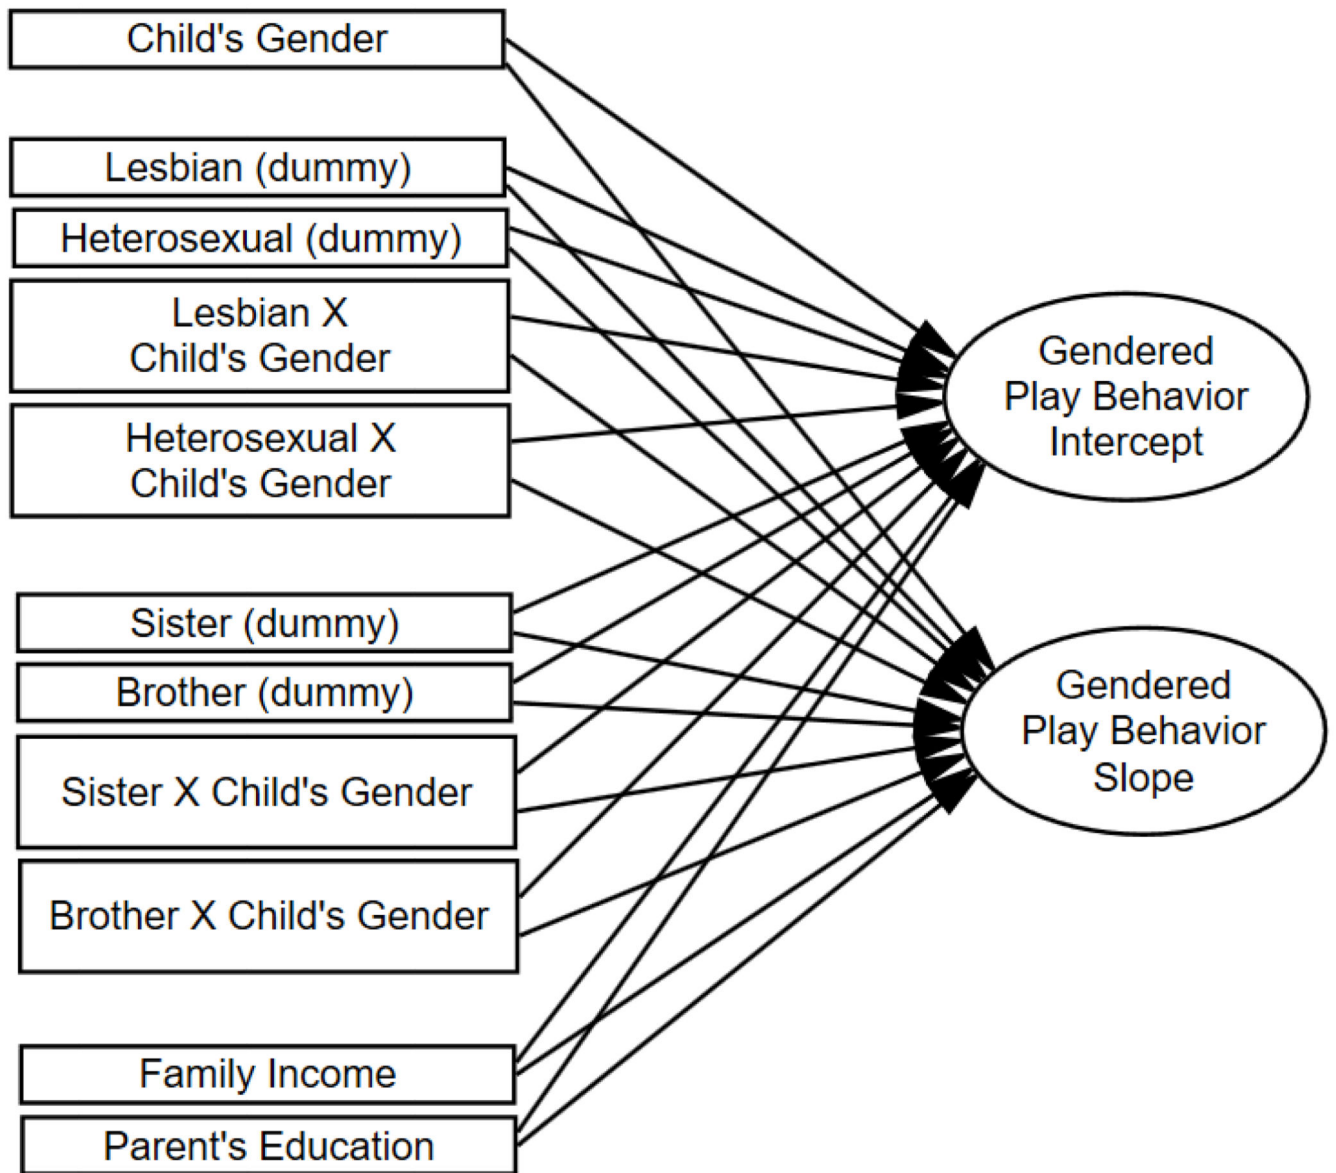 Child's Gender
Lesbian (dummy)
Heterosexual (dummy)
Lesbian X
Child's Gender
Heterosexual X
Child's Gender
Sister (dummy)
Brother (dummy)
Sister X Child's Gender
Brother X Child's Gender
Family Income
Parent's Education
Gendered
Play Behavior
Intercept
Gendered
Play Behavior
Slope